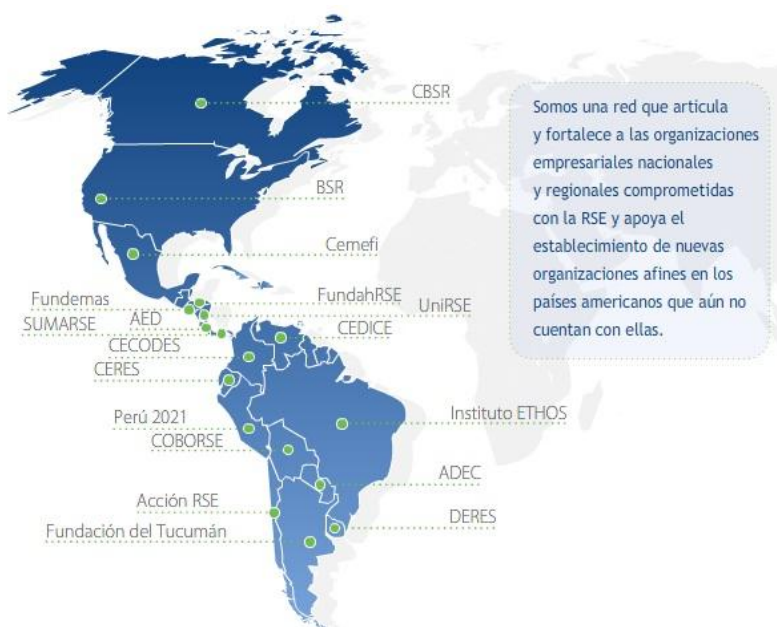 CBSR
Somos una red que articula
y fortalece a las organizaciones
empresariales nacionales
y regionales comprometidas
con la RSE y apoya el
establecimiento de nuevas
organizaciones afines en los
países americanos que aún no
cuentan con ellas.
BSR
Cemefi
Fundemas
FundahRSE
SUMARSE
AED
UniRSE
CECODES
CEDICE
CERES
Perú 2021
Instituto ETHOS
COBORSE
ADEC
Acción RSE
DERES
Fundación del Tucumán